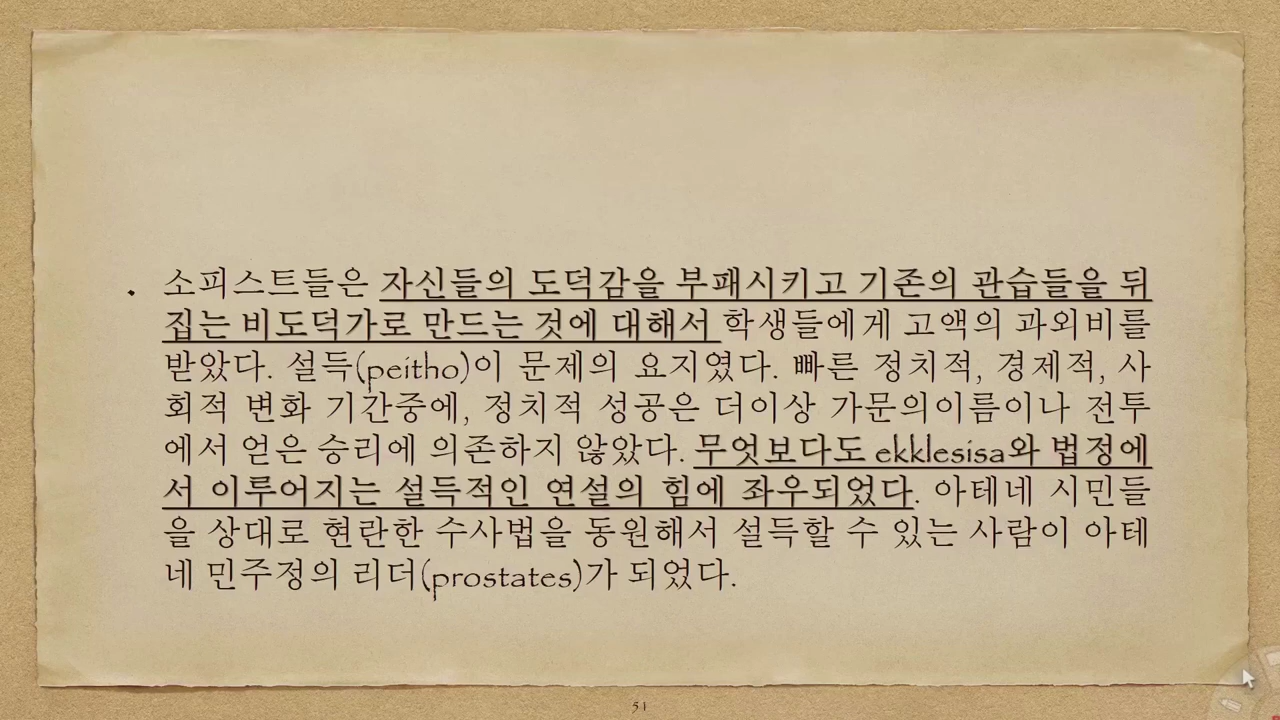 • 소피스트들은 자신들의 도덕감을 부패시키고 기존의 관습들을 뒤
집는 비도덕가로 만드는 것에 대해서 학생들에게 고액의 과외비를
받았다. 설득(peitho)이 문제의 요지였다. 빠른 정치적, 경제적, 사
회적 변화 기간중에, 정치적 성공은 더이상 가문의이름이나 전투
에서 얻은 승리에 의존하지 않았다. 무엇보다도 ekklesisa와 법정에
서 이루어지는 설득적인 연설의 힘에 좌우되었다. 아테네 시민들
을 상대로 현란한 수사법을 동원해서 설득할 수 있는 사람이 아테
네 민주정의 리더(prostates)가 되었다.
51